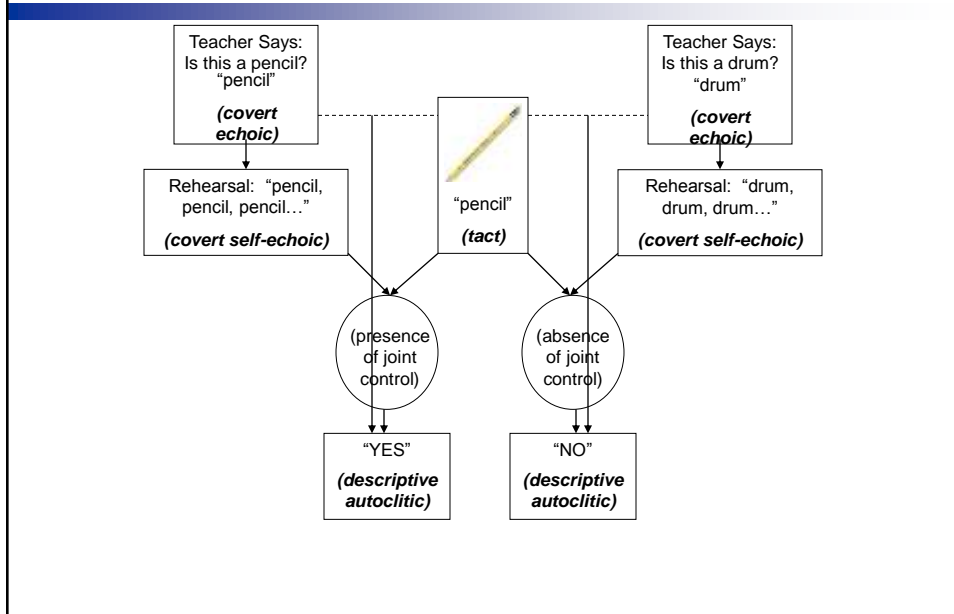 Teacher Says:
Is this a pencil?
“pencil”
(covert
echoic)
Rehearsal: “pencil,
pencil, pencil…”
(covert self-echoic)
“pencil”
(tact)
Teacher Says:
Is this a drum?
“drum”
(covert
echoic)
Rehearsal: “drum,
drum, drum…”
(covert self-echoic)
(presence
of joint
control)
(absence
of joint
control)
“YES”
(descriptive
autoclitic)
“NO”
(descriptive
autoclitic)